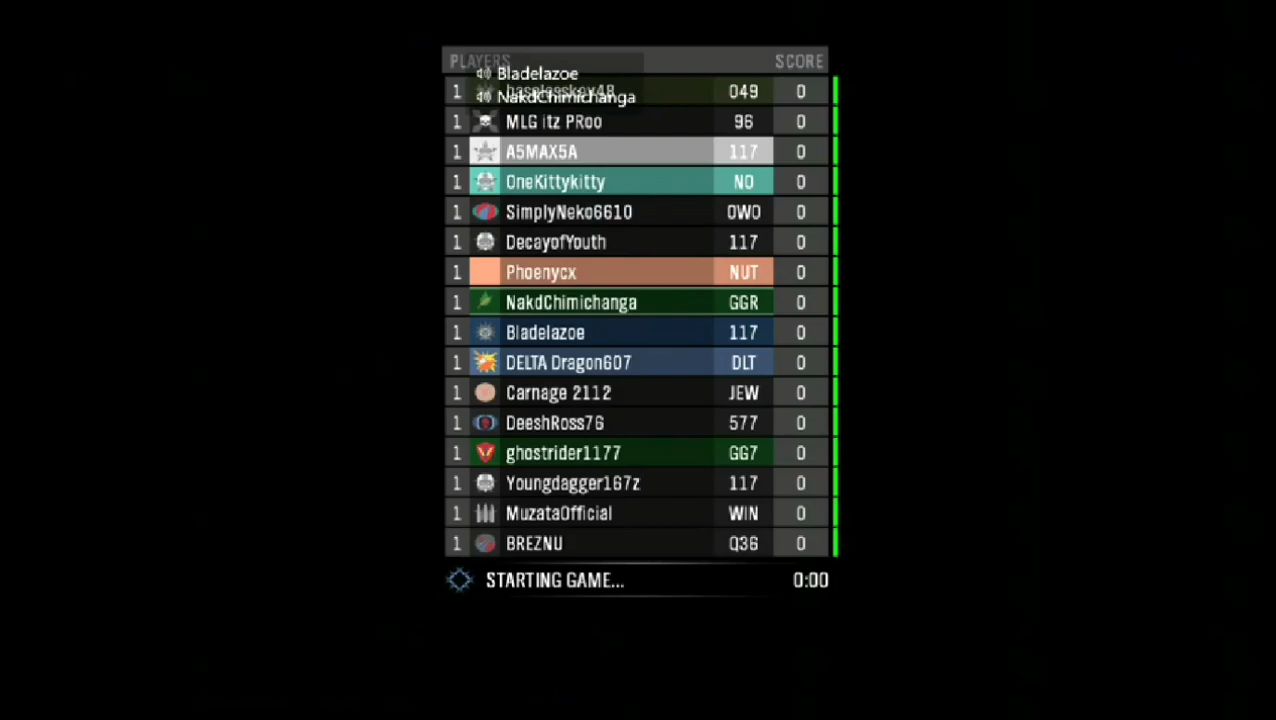 PLAYERS SCORE
Bladelazoe
1 049 0
NakdChimichanga
1 MLG itz PRoo 96 0
1 A5MAX5A 117 0
1 OneKittykitty NO 0
1 SimplyNeko6610 OWO 0
1 DecayofYouth 117 0
1 Phoenycx NUT 0
1 NakdChimichanga GGR 0
1 Bladelazoe 117 0
1 DELTA Dragon607 DLT 0
1 Carnage 2112 JEW 0
1 DeeshRoss76 577 0
1 ghostrider1177 GG7 0
1 Youngdagger167z 117 0
1 MuzataOfficial WIN 0
1 BREZNU Q36 0
STARTING GAME... 0:00